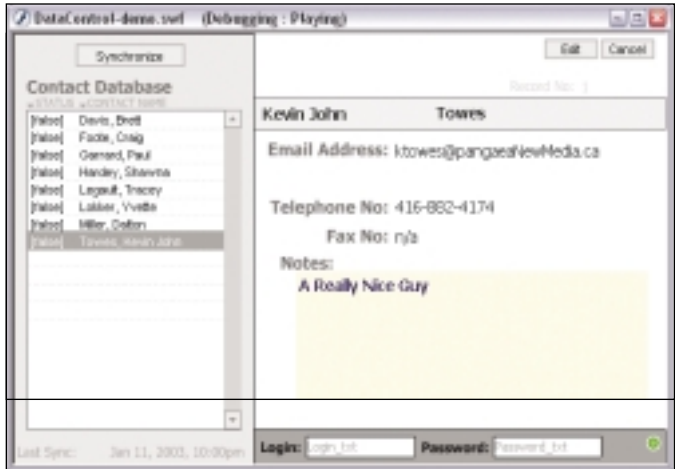 DataControl-demo.swf (Debugging : Playing)
Synchronize
Edit Cancel
Contact Database
Record No: 
STATUS CONTACT NAME
[false] Davis, Brett
[false] Foote, Craig
[false] Garrard, Paul
[false] Handley, Shawna
[false] Legault, Tracey
[false] Lokker, Yvette
[false] Miller, Dalton
[false] Towes, Kevin John
Kevin John Towes
Email Address: ktowes@pangaeaNewMedia.ca
Telephone No: 416-882-4174
Fax No: n/a
Notes:
A Really Nice Guy
Last Sync: Jan 11, 2003, 10:00pm
Login: Login_txt Password: Password_txt